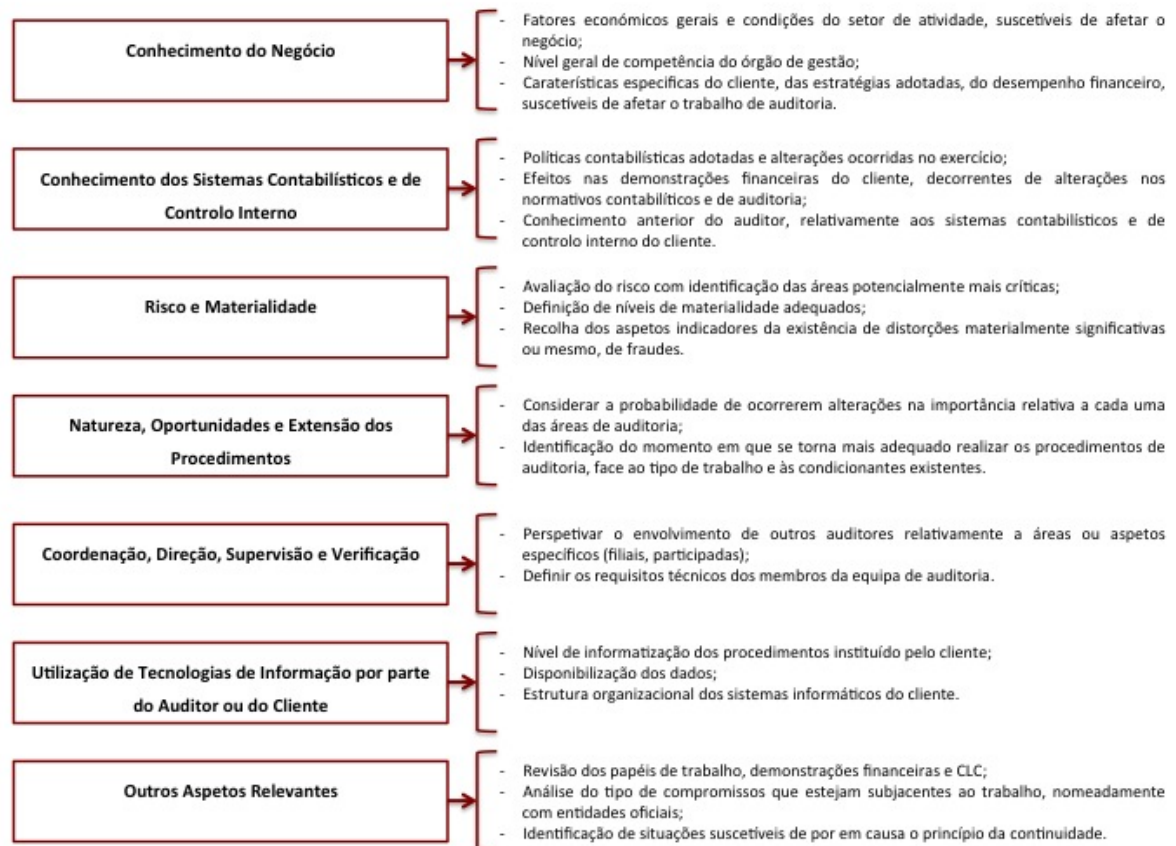 Conhecimento do Negócio
- Fatores económicos gerais e condições do setor de atividade, suscetíveis de afetar o
negócio;
- Nível geral de competência do órgão de gestão;
- Caraterísticas especificas do cliente, das estratégias adotadas, do desempenho financeiro,
suscetíveis de afetar o trabalho de auditoria.
Conhecimento dos Sistemas Contabilísticos e de
Controlo Interno
- Políticas contabilísticas adotadas e alterações ocorridas no exercício;
- Efeitos nas demonstrações financeiras do cliente, decorrentes de alterações nos
normativos contabilíticos e de auditoria;
- Conhecimento anterior do auditor, relativamente aos sistemas contabilísticos e de
controlo interno do cliente.
Risco e Materialidade
- Avaliação do risco com identificação das áreas potencialmente mais críticas;
- Definição de níveis de materialidade adequados;
- Recolha dos aspetos indicadores da existência de distorções materialmente significativas
ou mesmo, de fraudes.
Natureza, Oportunidades e Extensão dos
Procedimentos
- Considerar a probabilidade de ocorrerem alterações na importância relativa a cada uma
das áreas de auditoria;
- Identificação do momento em que se torna mais adequado realizar os procedimentos de
auditoria, face ao tipo de trabalho e às condicionantes existentes.
Coordenação, Direção, Supervisão e Verificação
- Perspetivar o envolvimento de outros auditores relativamente a áreas ou aspetos
específicos (filiais, participadas);
- Definir os requisitos técnicos dos membros da equipa de auditoria.
Utilização de Tecnologias de Informação por parte
do Auditor ou do Cliente
- Nível de informatização dos procedimentos instituído pelo cliente;
- Disponibilização dos dados;
- Estrutura organizacional dos sistemas informáticos do cliente.
Outros Aspetos Relevantes
- Revisão dos papéis de trabalho, demonstrações financeiras e CLC;
- Análise do tipo de compromissos que estejam subjacentes ao trabalho, nomeadamente
com entidades oficiais;
- Identificação de situações suscetíveis de por em causa o princípio da continuidade.